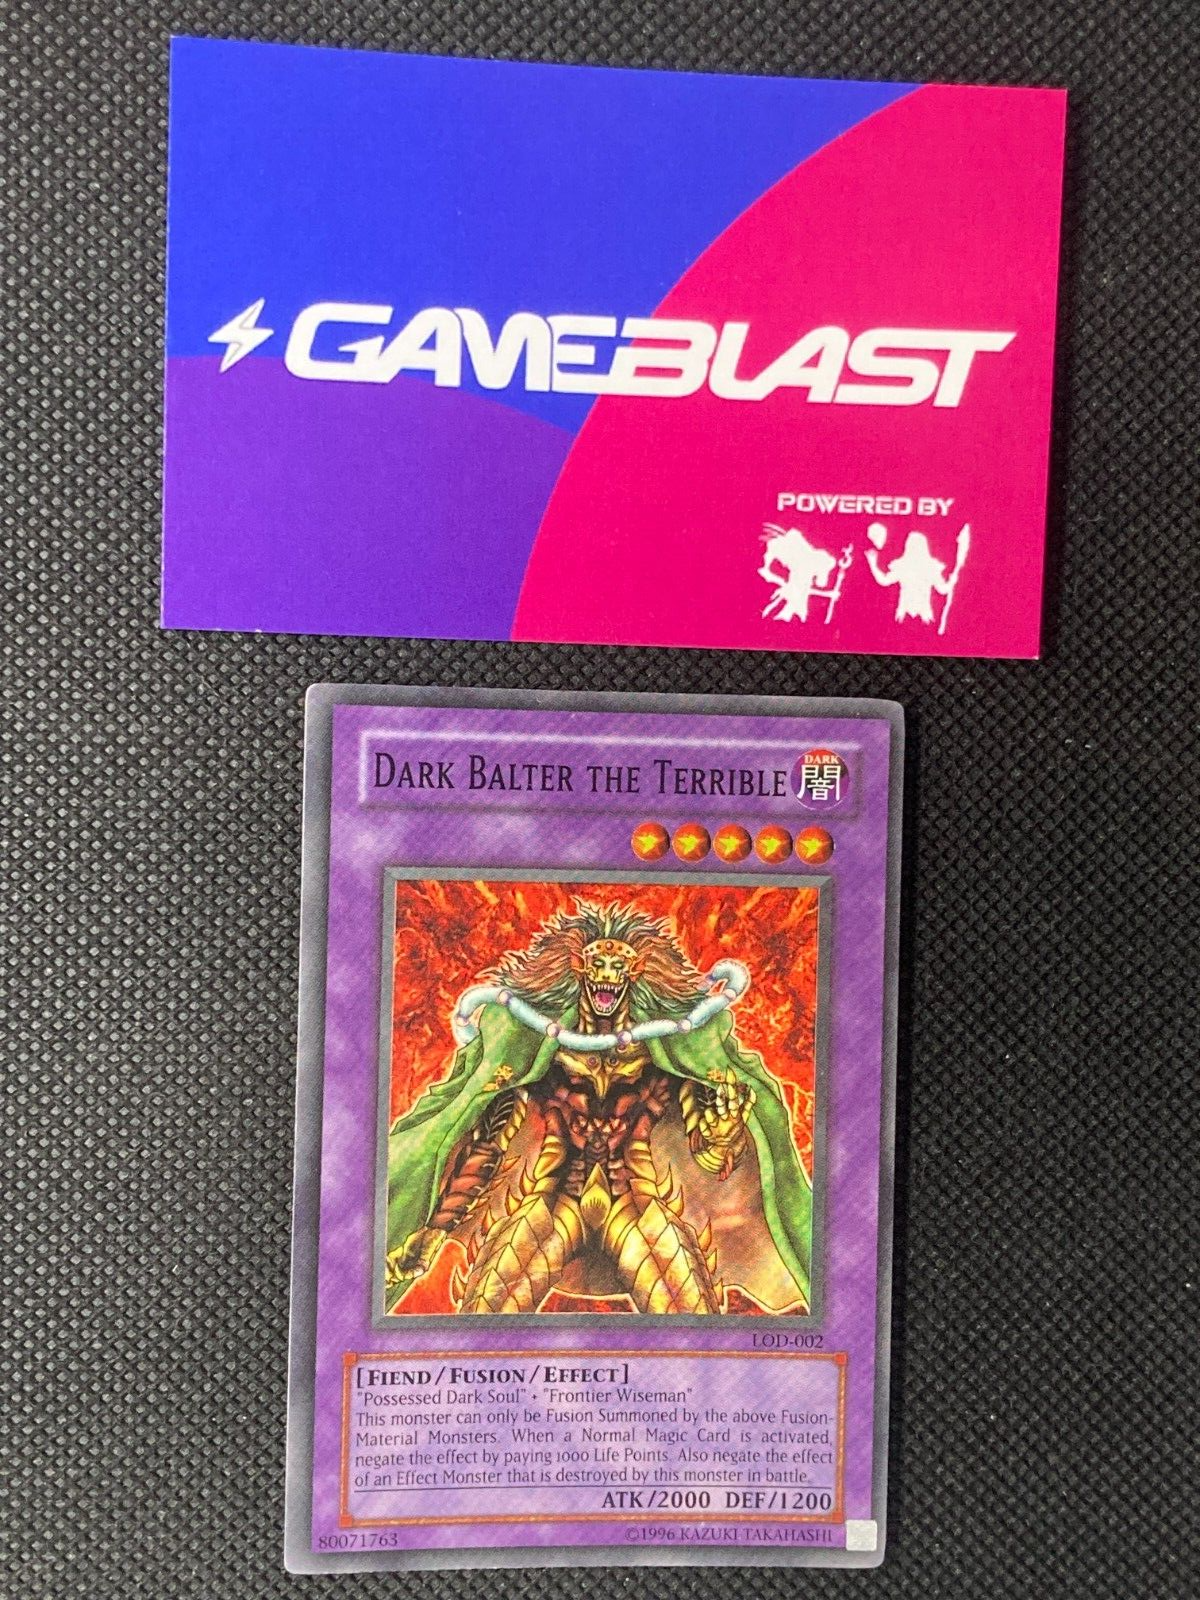 GAMEBLAST
POWERED BY
DARK BALTER THE TERRIBLE
DARK
闇
LOD-002
[FIEND/FUSION/EFFECT]
"Possessed Dark Soul" + "Frontier Wiseman"
This monster can only be Fusion Summoned by the above Fusion-
Material Monsters. When a Normal Magic Card is activated,
negate the effect by paying 1000 Life Points. Also negate the effect
of an Effect Monster that is destroyed by this monster in battle.
ATK/2000 DEF/1200
80071763
©1996 KAZUKI TAKAHASHI